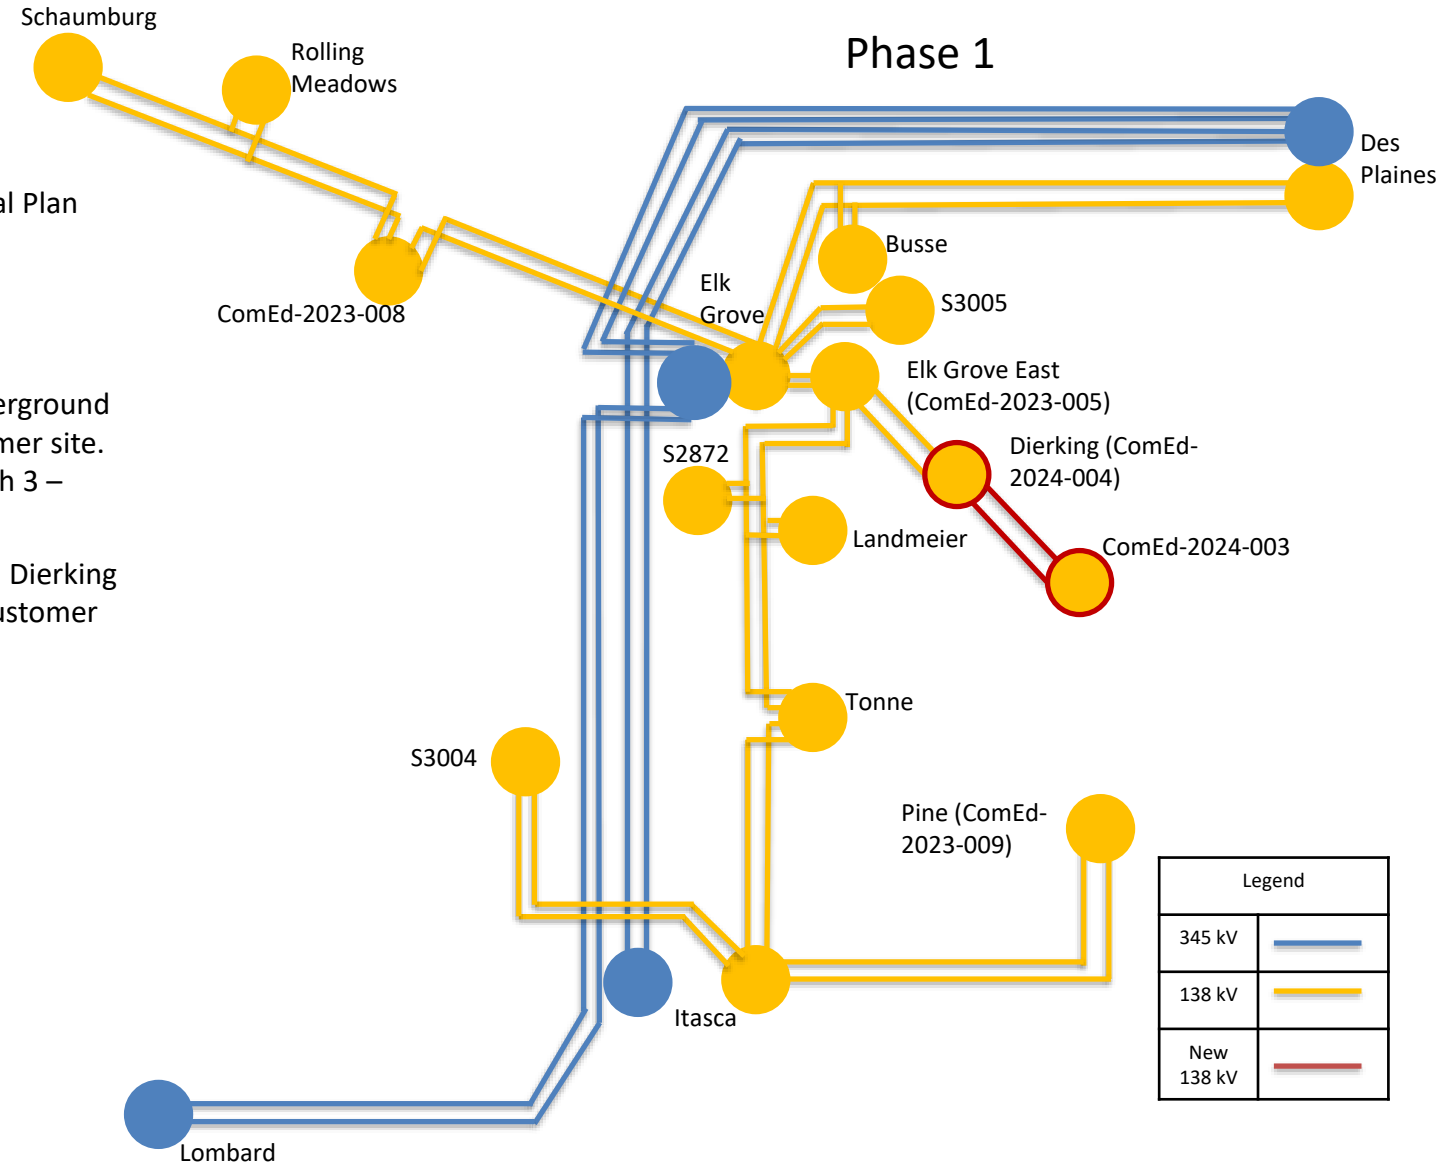 Schaumburg
Rolling
Meadows
Phase 1
Des
Plaines
al Plan
Busse
Elk
Grove
S3005
ComEd-2023-008
Elk Grove East
(ComEd-2023-005)
erground
mer site.
h 3 –
Dierking (ComEd-
2024-004)
S2872
Landmeier
ComEd-2024-003
Dierking
ustomer
Tonne
S3004
Pine (ComEd-
2023-009)
Legend
345 kV
138 kV
New
138 kV
Itasca
Lombard